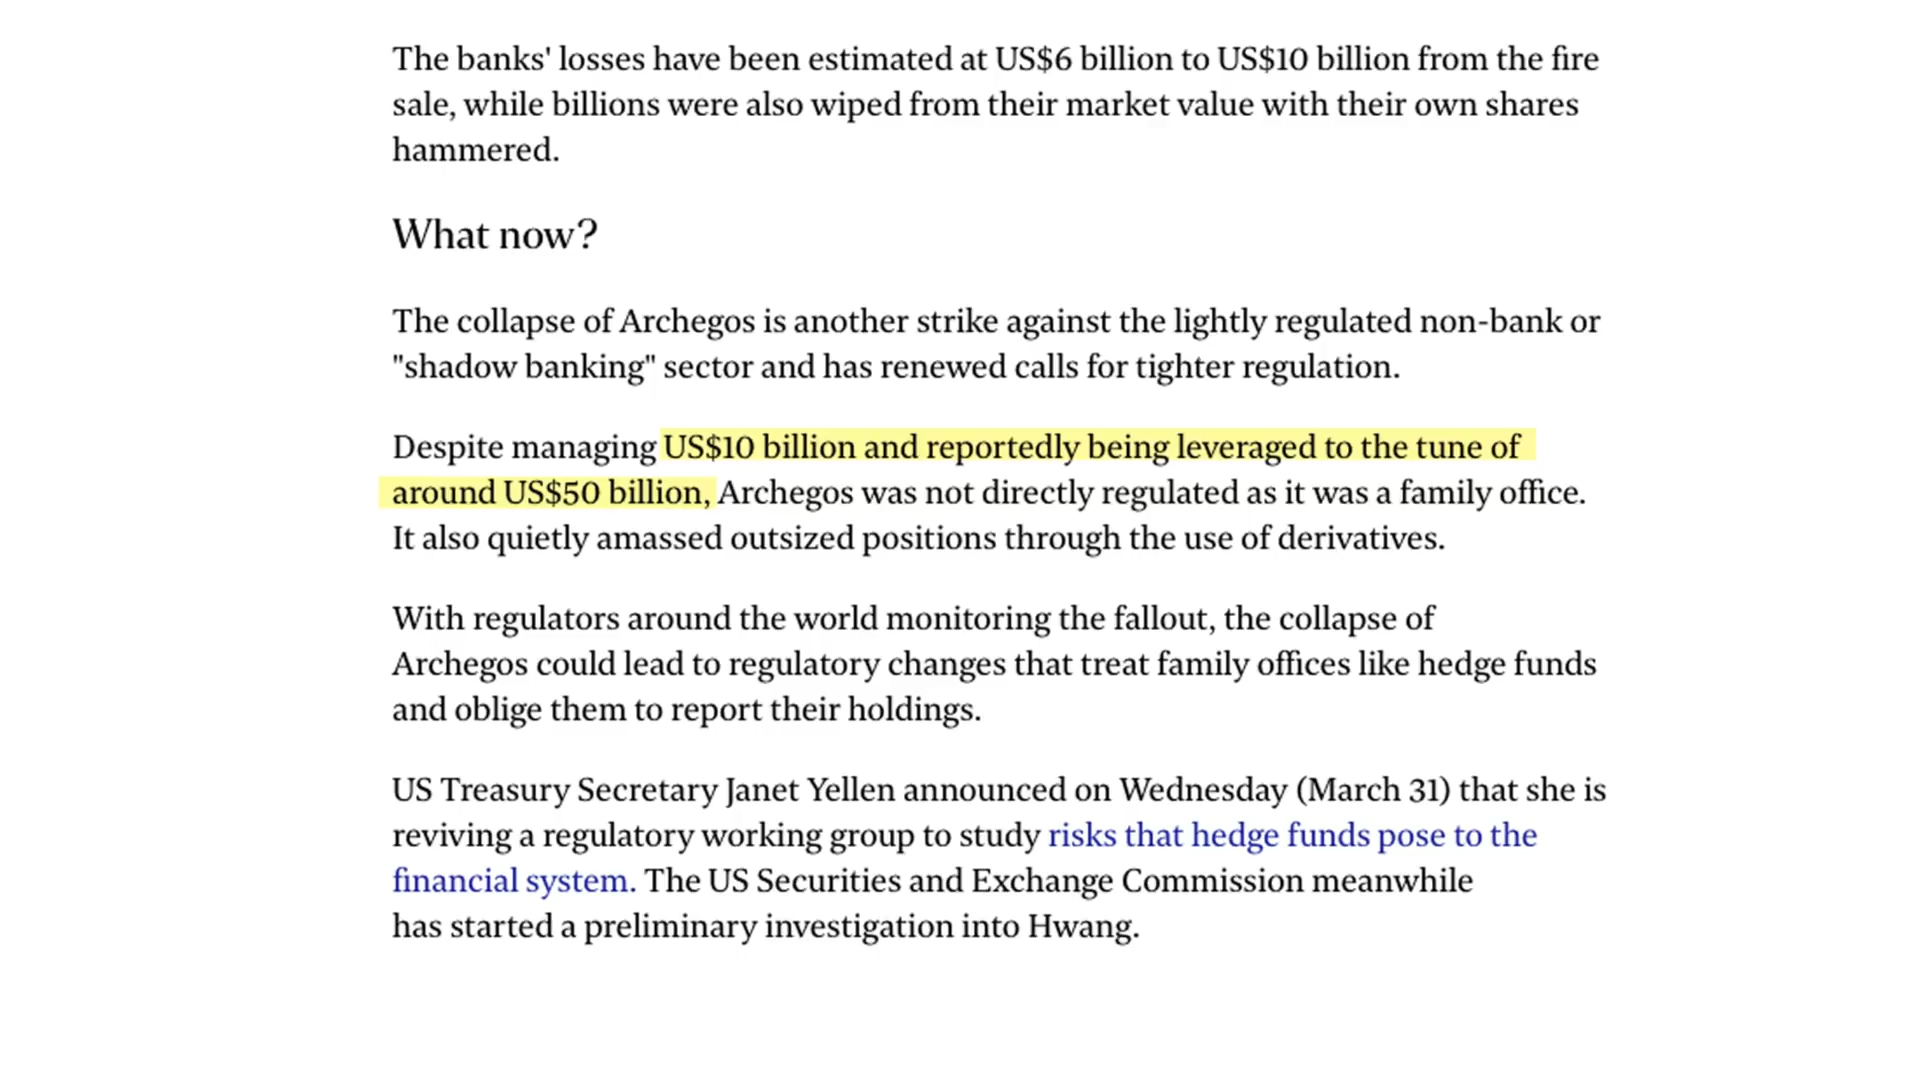 The banks' losses have been estimated at US$6 billion to US$10 billion from the fire
sale, while billions were also wiped from their market value with their own shares
hammered.
What now?
The collapse of Archegos is another strike against the lightly regulated non-bank or
"shadow banking" sector and has renewed calls for tighter regulation.
Despite managing US$10 billion and reportedly being leveraged to the tune of
around US$50 billion, Archegos was not directly regulated as it was a family office.
It also quietly amassed outsized positions through the use of derivatives.
With regulators around the world monitoring the fallout, the collapse of
Archegos could lead to regulatory changes that treat family offices like hedge funds
and oblige them to report their holdings.
US Treasury Secretary Janet Yellen announced on Wednesday (March 31) that she is
reviving a regulatory working group to study risks that hedge funds pose to the
financial system. The US Securities and Exchange Commission meanwhile
has started a preliminary investigation into Hwang.